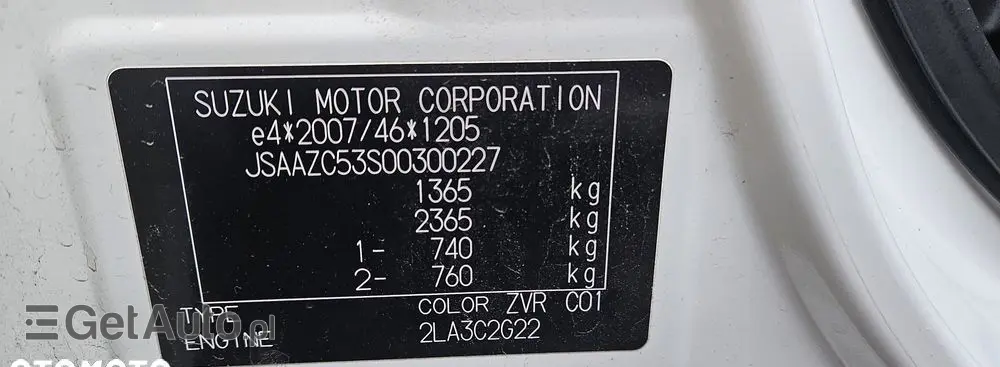 SUZUKI MOTOR CORPORATION
e4*2007/46*1205
JSAAZC53S00300227
1365 kg
2365 kg
1- 740 kg
2- 760 kg
TYPE COLOR ZVR C01
ENGINE 2LA3C2G22
GetAuto.pl
OTOMOTO